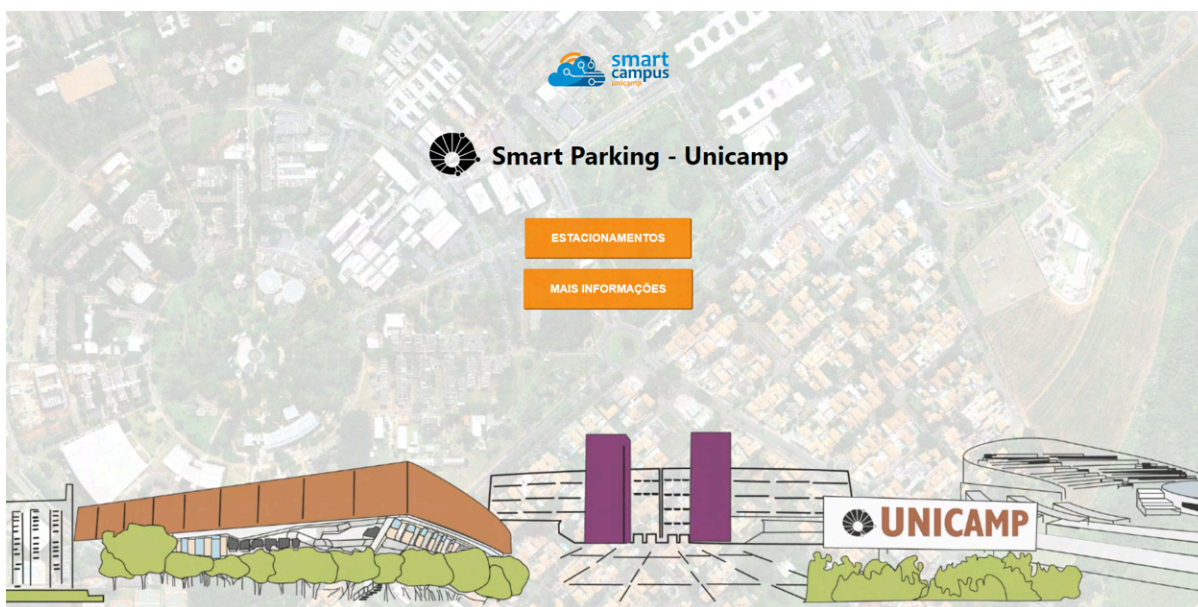 smart
campus
unicamp
Smart Parking - Unicamp
ESTACIONAMENTOS
MAIS INFORMAÇÕES
UNICAMP